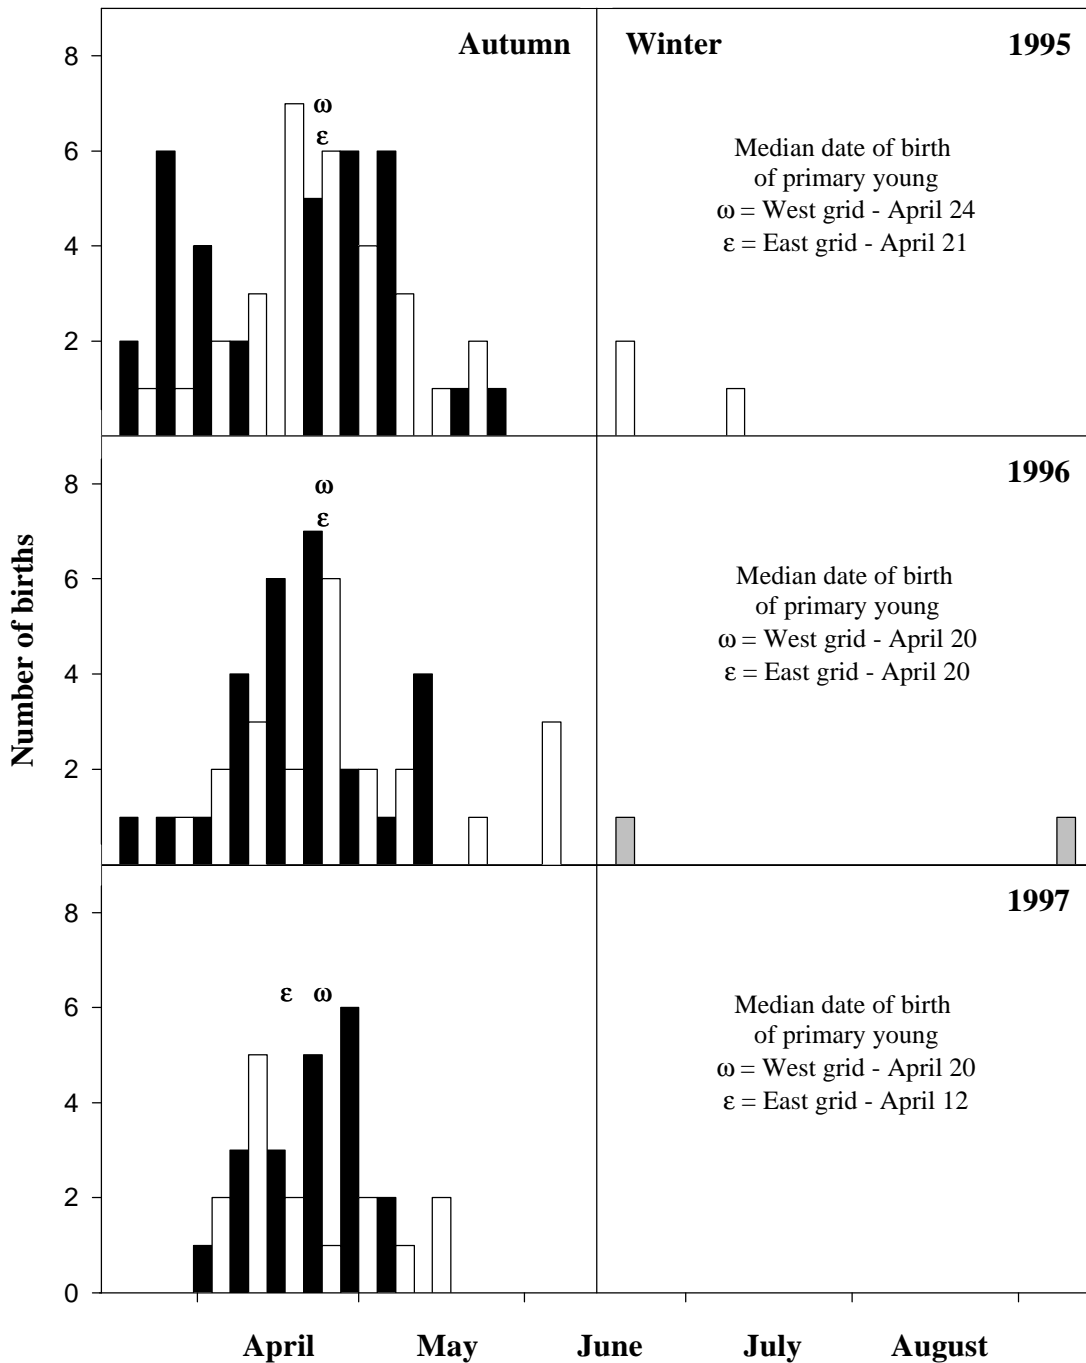 Number of births
Autumn
Winter
1995
8
6
4
2
ω
ε
Median date of birth
of primary young
ω = West grid - April 24
ε = East grid - April 21
1996
8
6
4
2
ω
ε
Median date of birth
of primary young
ω = West grid - April 20
ε = East grid - April 20
1997
8
6
4
2
0
ε ω
Median date of birth
of primary young
ω = West grid - April 20
ε = East grid - April 12
April May June July August